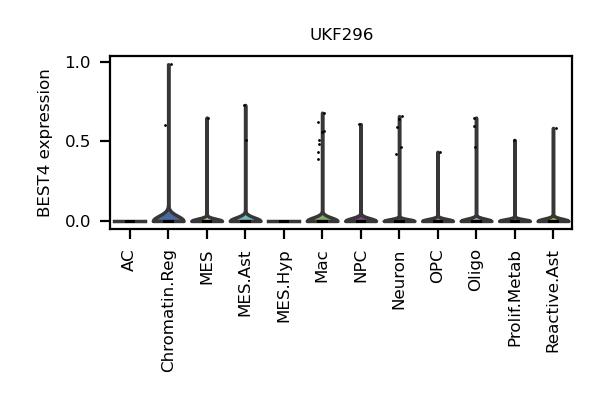 UKF296
BEST4 expression
1.0
0.5
0.0
AC
Chromatin.Reg
MES
MES.Ast
MES.Hyp
Mac
NPC
Neuron
OPC
Oligo
Prolif.Metab
Reactive.Ast